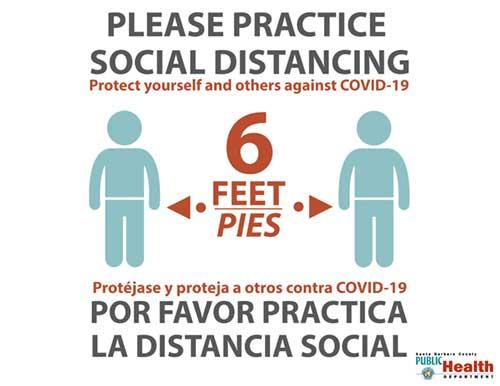 PLEASE PRACTICE
SOCIAL DISTANCING
Protect yourself and others against COVID-19
6
FEET
PIES
Protéjase y proteja a otros contra COVID-19
POR FAVOR PRACTICA
LA DISTANCIA SOCIAL
Santa Barbara County
PUBLIC Health
DEPARTMENT